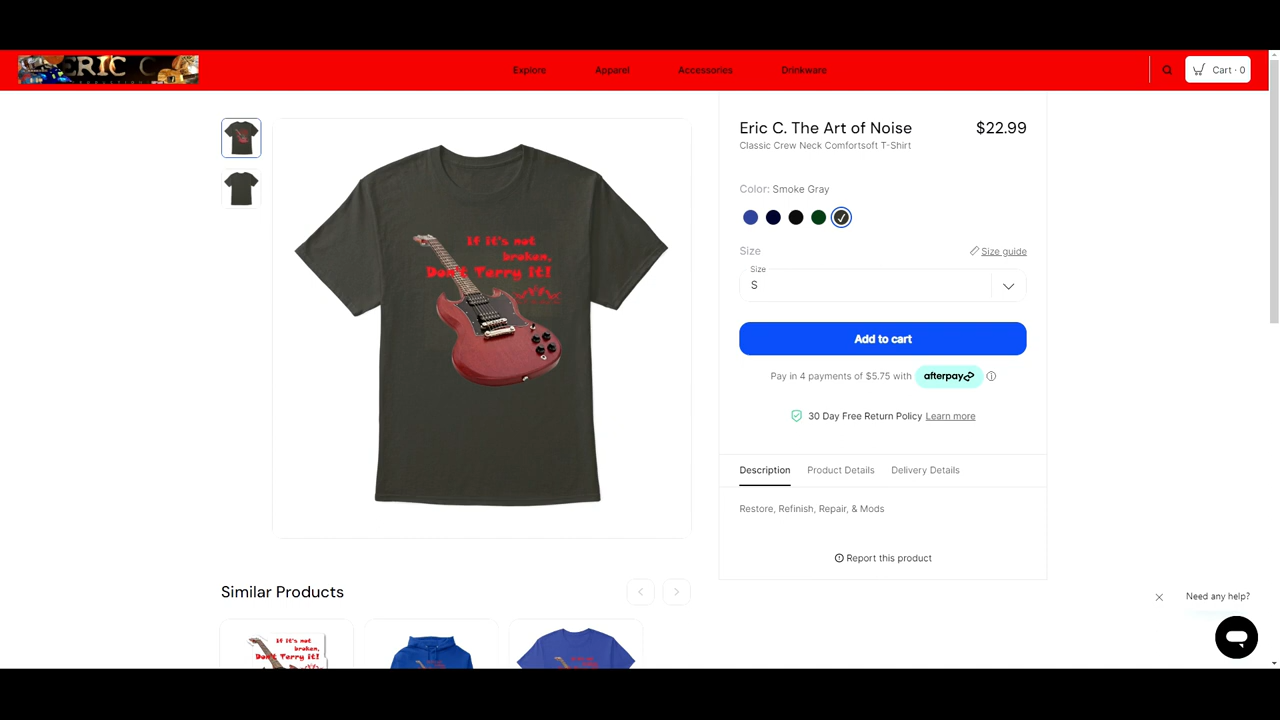 ERIC C
Explore
Apparel
Accessories
Drinkware
Cart · 0
Eric C. The Art of Noise
$22.99
Classic Crew Neck Comfortsoft T-Shirt
Color: Smoke Gray
Size
Size guide
Size
S
Add to cart
Pay in 4 payments of $5.75 with afterpay
30 Day Free Return Policy Learn more
Description
Product Details
Delivery Details
Restore, Refinish, Repair, & Mods
Report this product
If it's not
broken,
Don't Terry it!
Similar Products
If it's not
broken,
Don't Terry it!
Need any help?